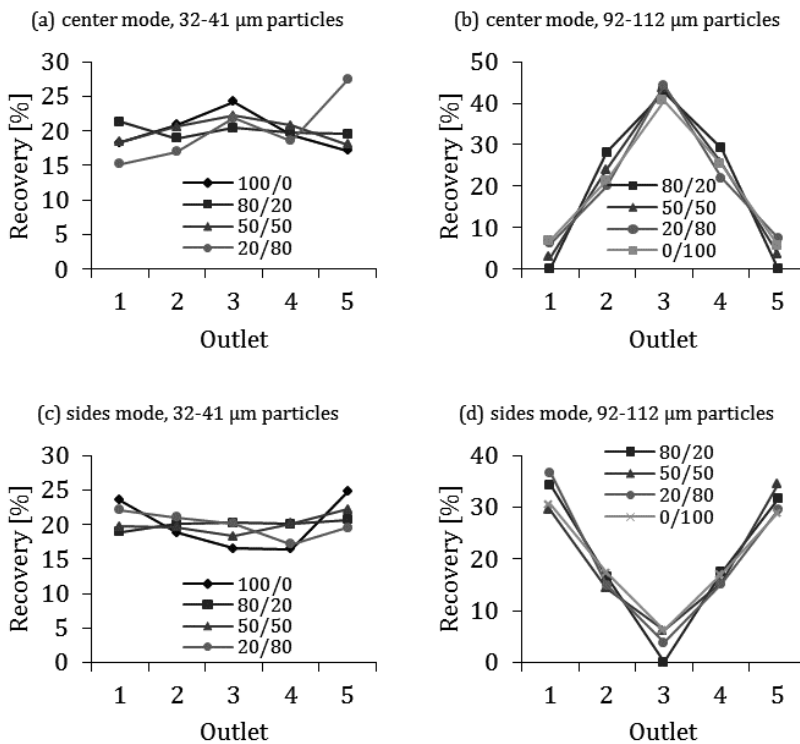 (a) center mode, 32-41 µm particles
Recovery [%]
30
25
20
15
10
5
0
100/0
80/20
50/50
20/80
1 2 3 4 5
Outlet
(b) center mode, 92-112 µm particles
Recovery [%]
50
40
30
20
10
0
80/20
50/50
20/80
0/100
1 2 3 4 5
Outlet
(c) sides mode, 32-41 µm particles
Recovery [%]
30
25
20
15
10
5
0
100/0
80/20
50/50
20/80
1 2 3 4 5
Outlet
(d) sides mode, 92-112 µm particles
Recovery [%]
40
30
20
10
0
80/20
50/50
20/80
0/100
1 2 3 4 5
Outlet